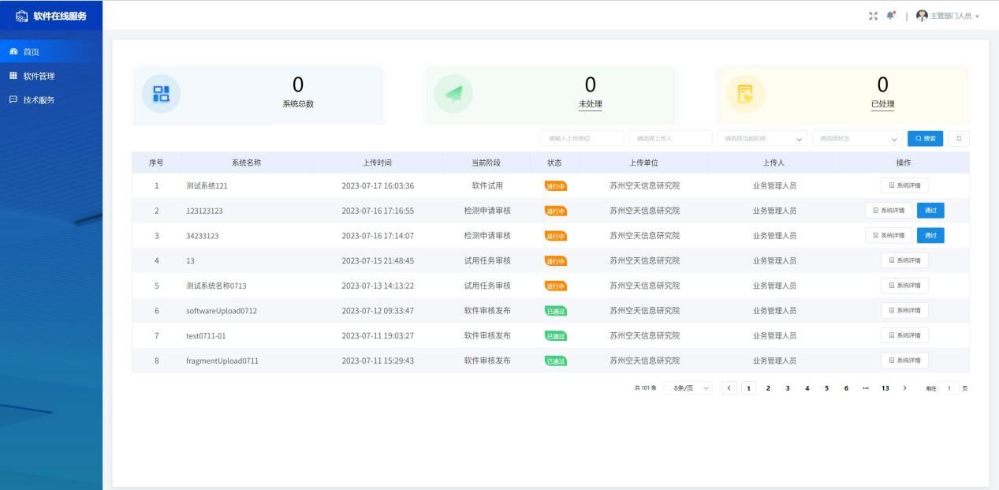 软件在线服务
主管部门人员
首页
软件管理
技术服务
0
系统总数
0
未处理
0
已处理
请输入上传单位 请选择上传人 请选择当前阶段 请选择状态 搜索
序号 系统名称 上传时间 当前阶段 状态 上传单位 上传人 操作
1 测试系统121 2023-07-17 16:03:36 软件试用 进行中 苏州空天信息研究院 业务管理人员 系统详情
2 123123123 2023-07-16 17:16:55 检测申请审核 进行中 苏州空天信息研究院 业务管理人员 系统详情 通过
3 34233123 2023-07-16 17:14:07 检测申请审核 进行中 苏州空天信息研究院 业务管理人员 系统详情 通过
4 13 2023-07-15 21:48:45 试用任务审核 进行中 苏州空天信息研究院 业务管理人员 系统详情
5 测试系统名称0713 2023-07-13 14:13:22 试用任务审核 进行中 苏州空天信息研究院 业务管理人员 系统详情
6 softwareUpload0712 2023-07-12 09:33:47 软件审核发布 已通过 苏州空天信息研究院 业务管理人员 系统详情
7 test0711-01 2023-07-11 19:03:27 软件审核发布 已通过 苏州空天信息研究院 业务管理人员 系统详情
8 fragmentUpload0711 2023-07-11 15:29:43 软件审核发布 已通过 苏州空天信息研究院 业务管理人员 系统详情
共 101 条 8条/页 < 1 2 3 4 5 6 ··· 13 > 前往 1 页